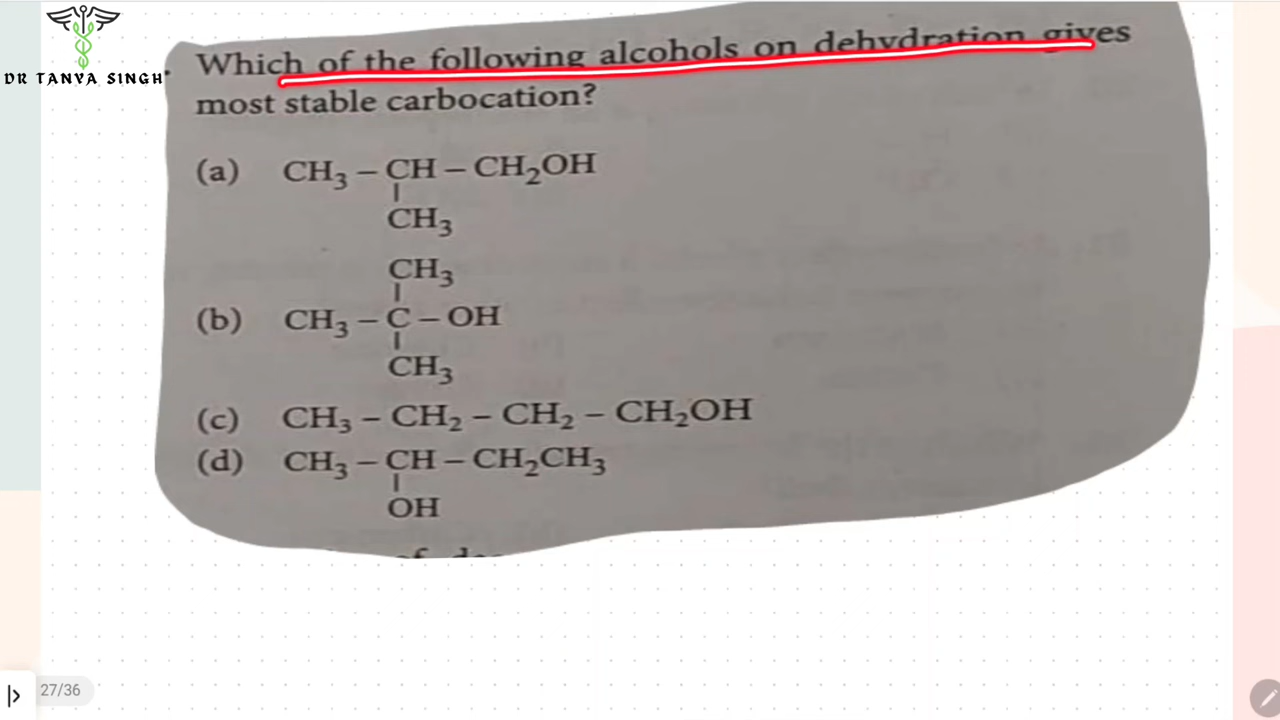 DR TANYA SINGH.
Which of the following alcohols on dehydration gives
most stable carbocation?
(a) CH₃ – CH – CH₂OH
|
CH₃
CH₃
|
(b) CH₃ – C – OH
|
CH₃
(c) CH₃ – CH₂ – CH₂ – CH₂OH
(d) CH₃ – CH – CH₂CH₃
|
OH
27/36